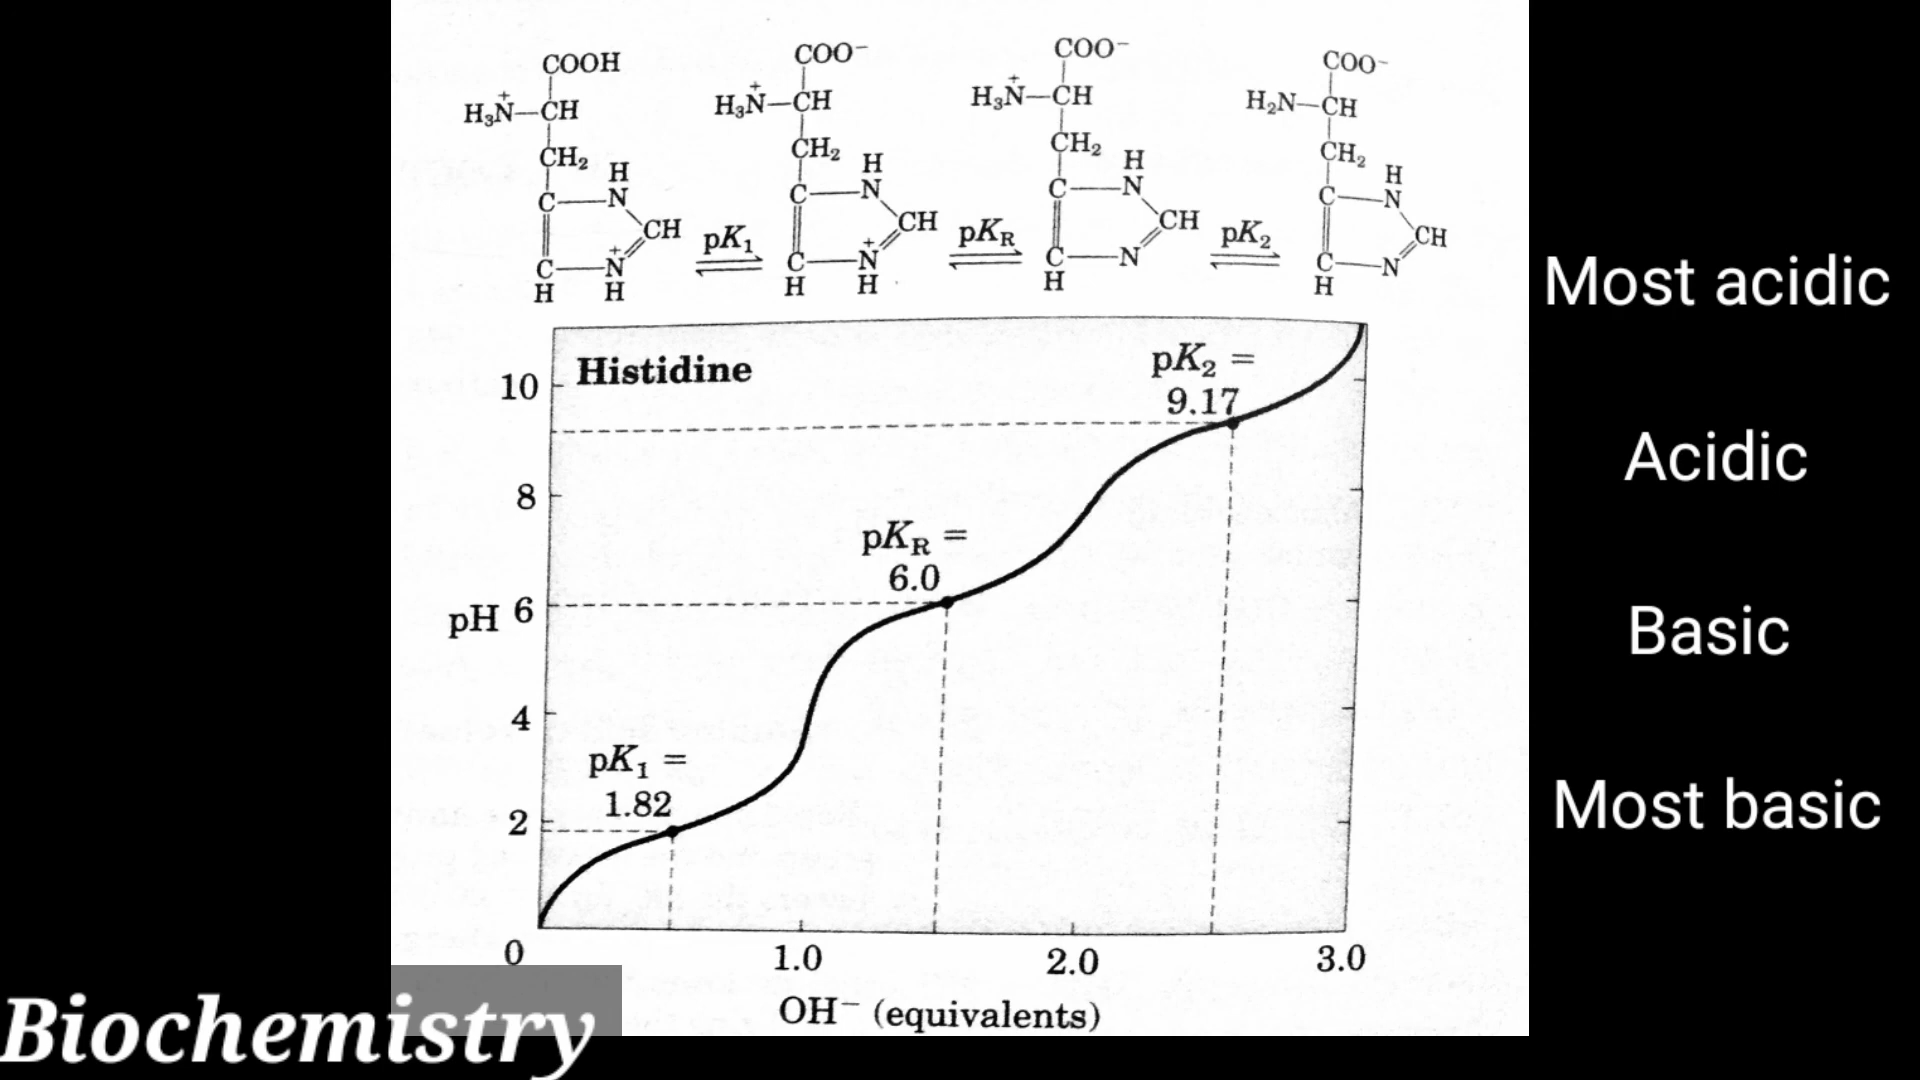 COOH
H₃N⁺—CH
CH₂
H
C
N
CH
N⁺
C
H
H
pK₁
COO⁻
H₃N⁺—CH
CH₂
H
C
N
CH
N⁺
C
H
H
pK_R
COO⁻
H₃N⁺—CH
CH₂
H
C
N
CH
N
C
H
pK₂
COO⁻
H₂N—CH
CH₂
H
C
N
CH
N
C
H
Histidine
pK₂ =
9.17
pK_R =
6.0
pK₁ =
1.82
pH
10
8
6
4
2
0
1.0
2.0
3.0
OH⁻ (equivalents)
Most acidic
Acidic
Basic
Most basic
Biochemistry